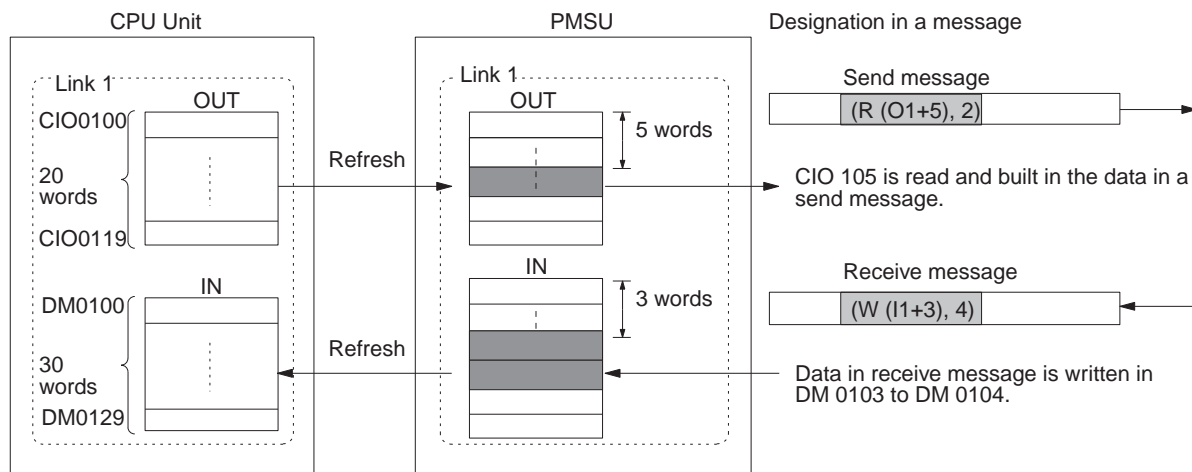 CPU Unit
Link 1
OUT
CIO0100
20
words
CIO0119
IN
DM0100
30
words
DM0129
Refresh
Refresh
PMSU
Link 1
OUT
5 words
IN
3 words
Designation in a message
Send message
(R (O1+5), 2)
CIO 105 is read and built in the data in a
send message.
Receive message
(W (I1+3), 4)
Data in receive message is written in
DM 0103 to DM 0104.